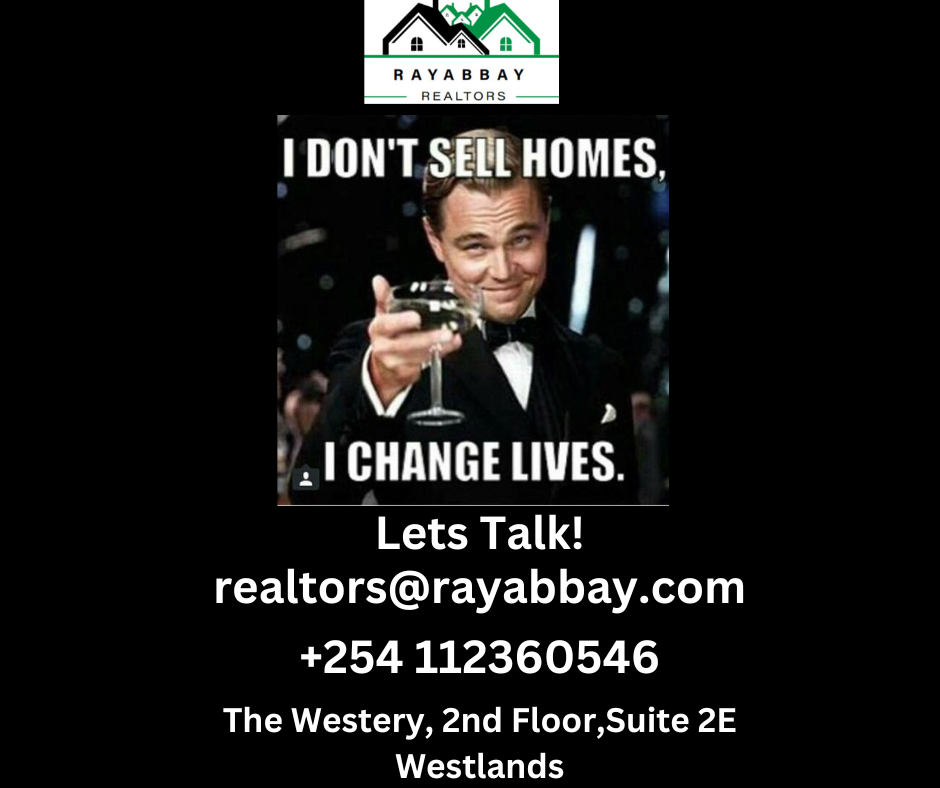 RAYABBAY
REALTORS
I DON'T SELL HOMES,
I CHANGE LIVES.
Lets Talk!
realtors@rayabbay.com
+254 112360546
The Westery, 2nd Floor,Suite 2E
Westlands